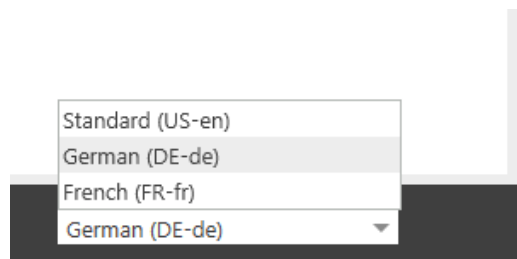 Standard (US-en)
German (DE-de)
French (FR-fr)
German (DE-de)